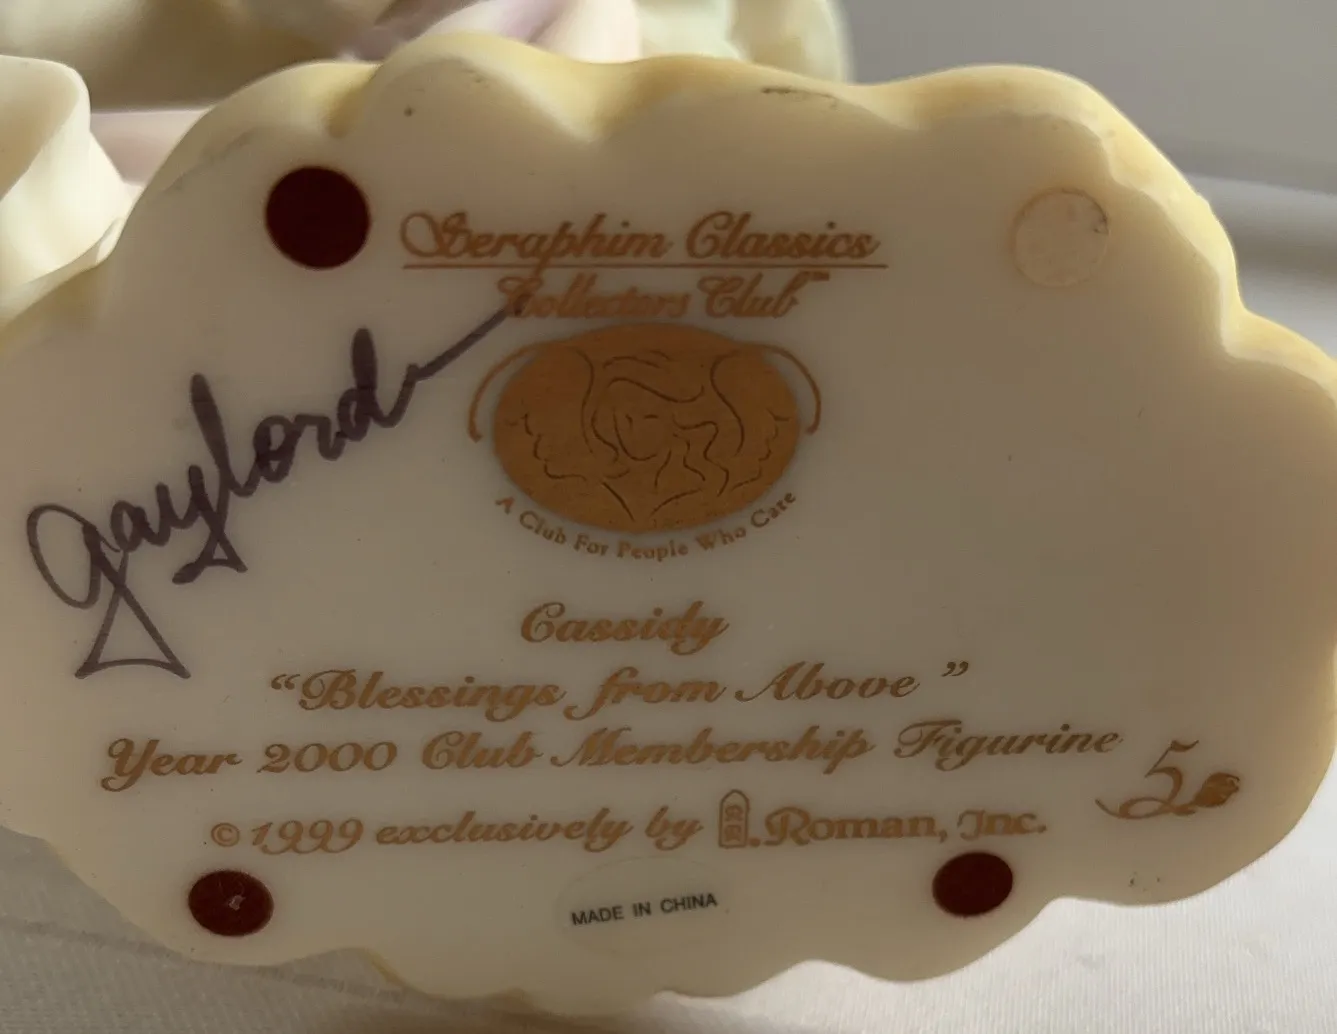 Seraphim Classics
Collectors Club™
gaylord
A Club For People Who Care
Cassidy
“Blessings from Above”
Year 2000 Club Membership Figurine
5
© 1999 exclusively by R.Roman, Inc.
MADE IN CHINA